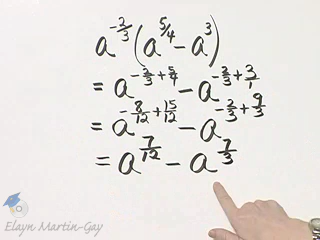 a^{-2/3}(a^{5/4} - a^3)
= a^{-2/3 + 5/4} - a^{-2/3 + 3/1}
= a^{-8/12 + 15/12} - a^{-2/3 + 9/3}
= a^{7/12} - a^{7/3}
Elayn Martin-Gay